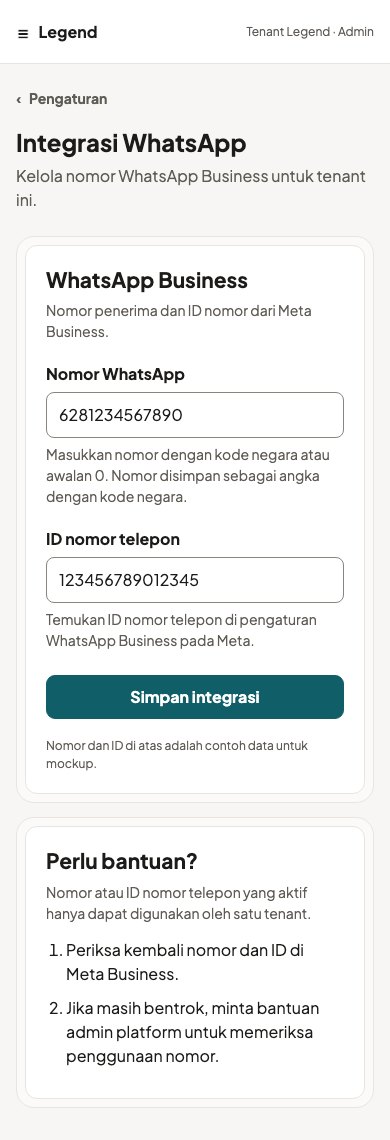 ≡ Legend
Tenant Legend · Admin
‹ Pengaturan
Integrasi WhatsApp
Kelola nomor WhatsApp Business untuk tenant
ini.
WhatsApp Business
Nomor penerima dan ID nomor dari Meta
Business.
Nomor WhatsApp
6281234567890
Masukkan nomor dengan kode negara atau
awalan 0. Nomor disimpan sebagai angka
dengan kode negara.
ID nomor telepon
123456789012345
Temukan ID nomor telepon di pengaturan
WhatsApp Business pada Meta.
Simpan integrasi
Nomor dan ID di atas adalah contoh data untuk
mockup.
Perlu bantuan?
Nomor atau ID nomor telepon yang aktif
hanya dapat digunakan oleh satu tenant.
1. Periksa kembali nomor dan ID di
Meta Business.
2. Jika masih bentrok, minta bantuan
admin platform untuk memeriksa
penggunaan nomor.